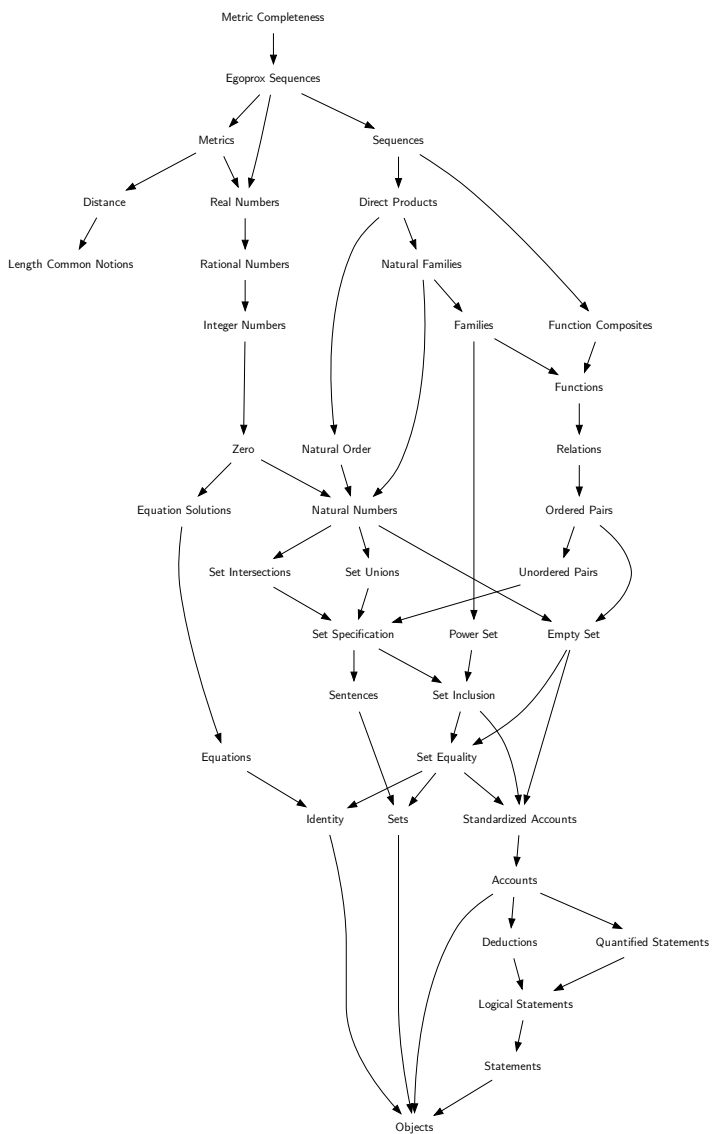 Metric Completeness
Egoprox Sequences
Metrics
Sequences
Distance
Real Numbers
Direct Products
Length Common Notions
Rational Numbers
Natural Families
Integer Numbers
Families
Function Composites
Functions
Zero
Natural Order
Relations
Equation Solutions
Natural Numbers
Ordered Pairs
Set Intersections
Set Unions
Unordered Pairs
Set Specification
Power Set
Empty Set
Sentences
Set Inclusion
Equations
Set Equality
Identity
Sets
Standardized Accounts
Accounts
Deductions
Quantified Statements
Logical Statements
Statements
Objects